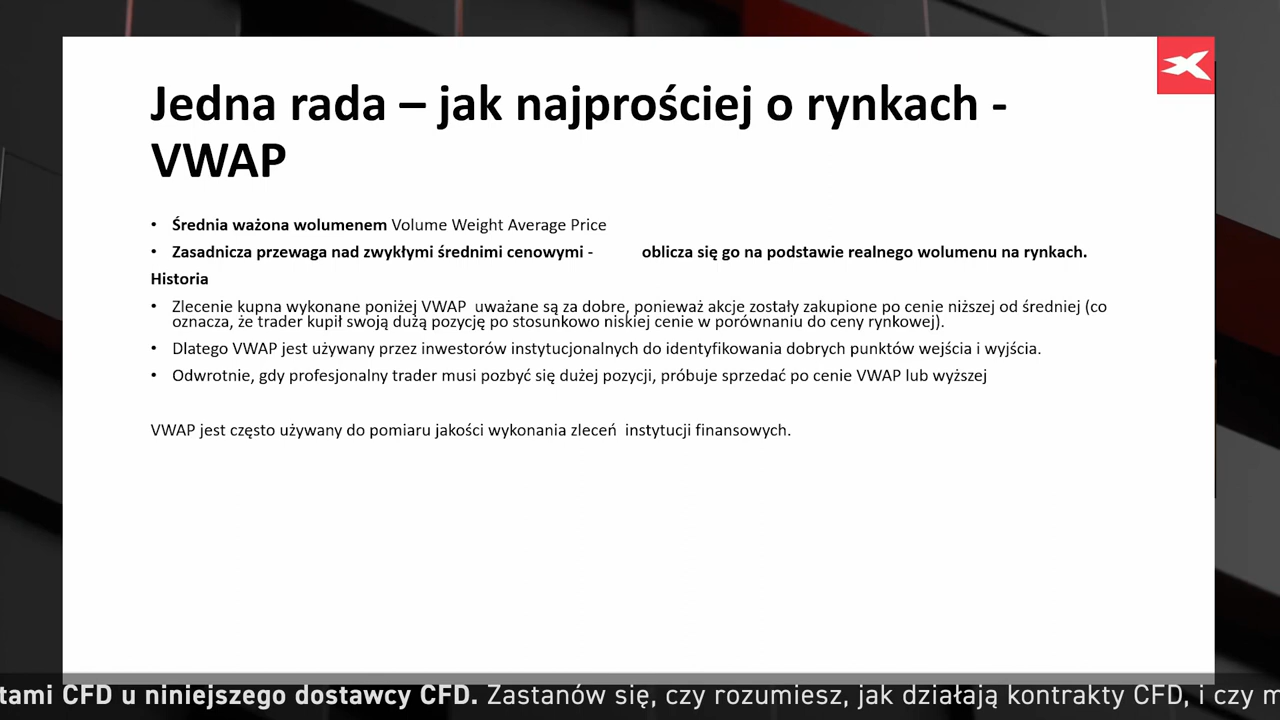 Jedna rada – jak najprościej o rynkach -
VWAP
• Średnia ważona wolumenem Volume Weight Average Price
• Zasadnicza przewaga nad zwykłymi średnimi cenowymi - oblicza się go na podstawie realnego wolumenu na rynkach.
Historia
• Zlecenie kupna wykonane poniżej VWAP uważane są za dobre, ponieważ akcje zostały zakupione po cenie niższej od średniej (co
oznacza, że trader kupił swoją dużą pozycję po stosunkowo niskiej cenie w porównaniu do ceny rynkowej).
• Dlatego VWAP jest używany przez inwestorów instytucjonalnych do identyfikowania dobrych punktów wejścia i wyjścia.
• Odwrotnie, gdy profesjonalny trader musi pozbyć się dużej pozycji, próbuje sprzedać po cenie VWAP lub wyższej
VWAP jest często używany do pomiaru jakości wykonania zleceń instytucji finansowych.
tami CFD u niniejszego dostawcy CFD. Zastanów się, czy rozumiesz, jak działają kontrakty CFD, i czy m